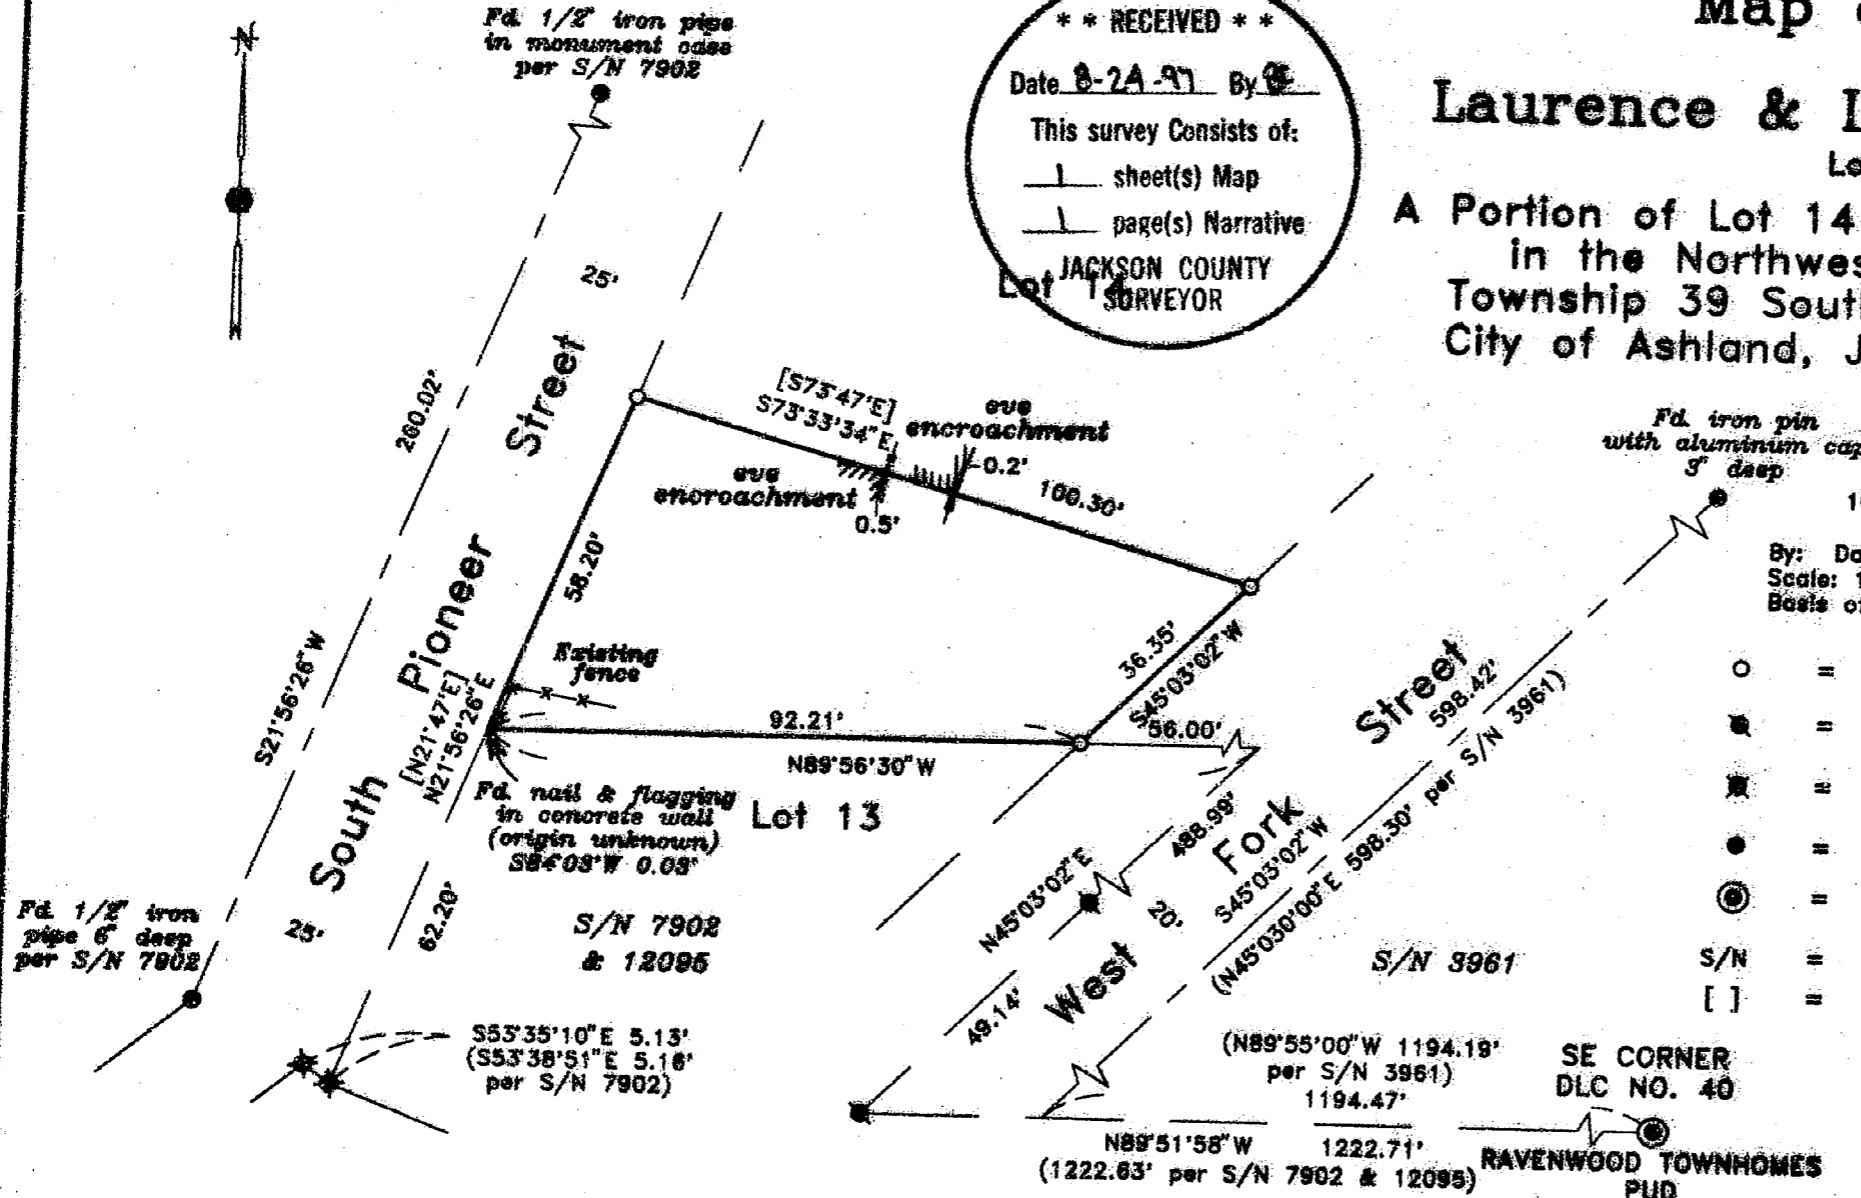 N
Fd. 1/2" iron pipe
in monument case
per S/N 7902
* * RECEIVED * *
Date 8-24-97 By
This survey Consists of:
1 sheet(s) Map
1 page(s) Narrative
JACKSON COUNTY
SURVEYOR
Lot 14
Map
Laurence &
A Portion of Lot 14
in the
Township 39
City of Ashland,
25'
260.02'
S21°56'26"W
South Pioneer Street
[S73°47'E]
S73°33'34"E
eve
encroachment
0.2'
eve
encroachment
0.5'
100.30'
58.20'
Existing
fence
[N21°47'E]
N21°56'26"E
92.21'
N89°56'30"W
36.35'
S45°03'02"W
56.00'
Fd. nail & flagging
in concrete wall
(origin unknown)
S84°03'W 0.03'
Lot 13
Fd. iron pin
with aluminum cap
3" deep
By:
Scale:
=
=
=
=
=
S/N =
[ ] =
West Fork Street
598.42'
S45°03'02"W
(N45°030'00"E 598.30' per S/N 3961)
488.99'
N45°03'02"E
20'
49.14'
S/N 3961
Fd. 1/2" iron
pipe 6" deep
per S/N 7902
25'
62.20'
S/N 7902
& 12095
S53°35'10"E 5.13'
(S53°38'51"E 5.16'
per S/N 7902)
(N89°55'00"W 1194.19'
per S/N 3961)
1194.47'
SE CORNER
DLC NO. 40
N89°51'58"W 1222.71'
(1222.63' per S/N 7902 & 12095)
RAVENWOOD TOWNHOMES
PUD